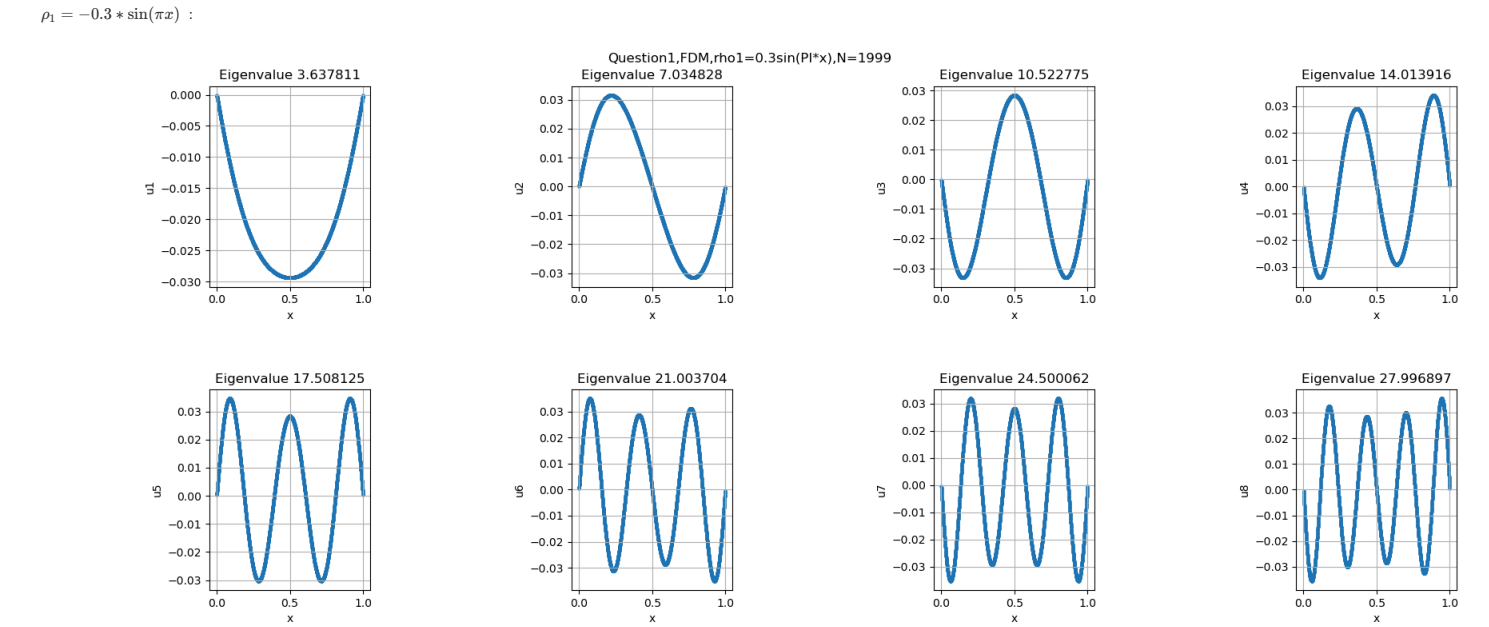 ρ₁ = −0.3 * sin(πx) :
Question1,FDM,rho1=0.3sin(PI*x),N=1999
Eigenvalue 3.637811
Eigenvalue 7.034828
Eigenvalue 10.522775
Eigenvalue 14.013916
0.000
−0.005
−0.010
−0.015
−0.020
−0.025
−0.030
u1
0.0 0.5 1.0
x
0.03
0.02
0.01
0.00
−0.01
−0.02
−0.03
u2
0.0 0.5 1.0
x
0.03
0.02
0.01
0.00
−0.01
−0.02
−0.03
u3
0.0 0.5 1.0
x
0.03
0.02
0.01
0.00
−0.01
−0.02
−0.03
u4
0.0 0.5 1.0
x
Eigenvalue 17.508125
Eigenvalue 21.003704
Eigenvalue 24.500062
Eigenvalue 27.996897
0.03
0.02
0.01
0.00
−0.01
−0.02
−0.03
u5
0.0 0.5 1.0
x
0.03
0.02
0.01
0.00
−0.01
−0.02
−0.03
u6
0.0 0.5 1.0
x
0.03
0.02
0.01
0.00
−0.01
−0.02
−0.03
u7
0.0 0.5 1.0
x
0.03
0.02
0.01
0.00
−0.01
−0.02
−0.03
u8
0.0 0.5 1.0
x